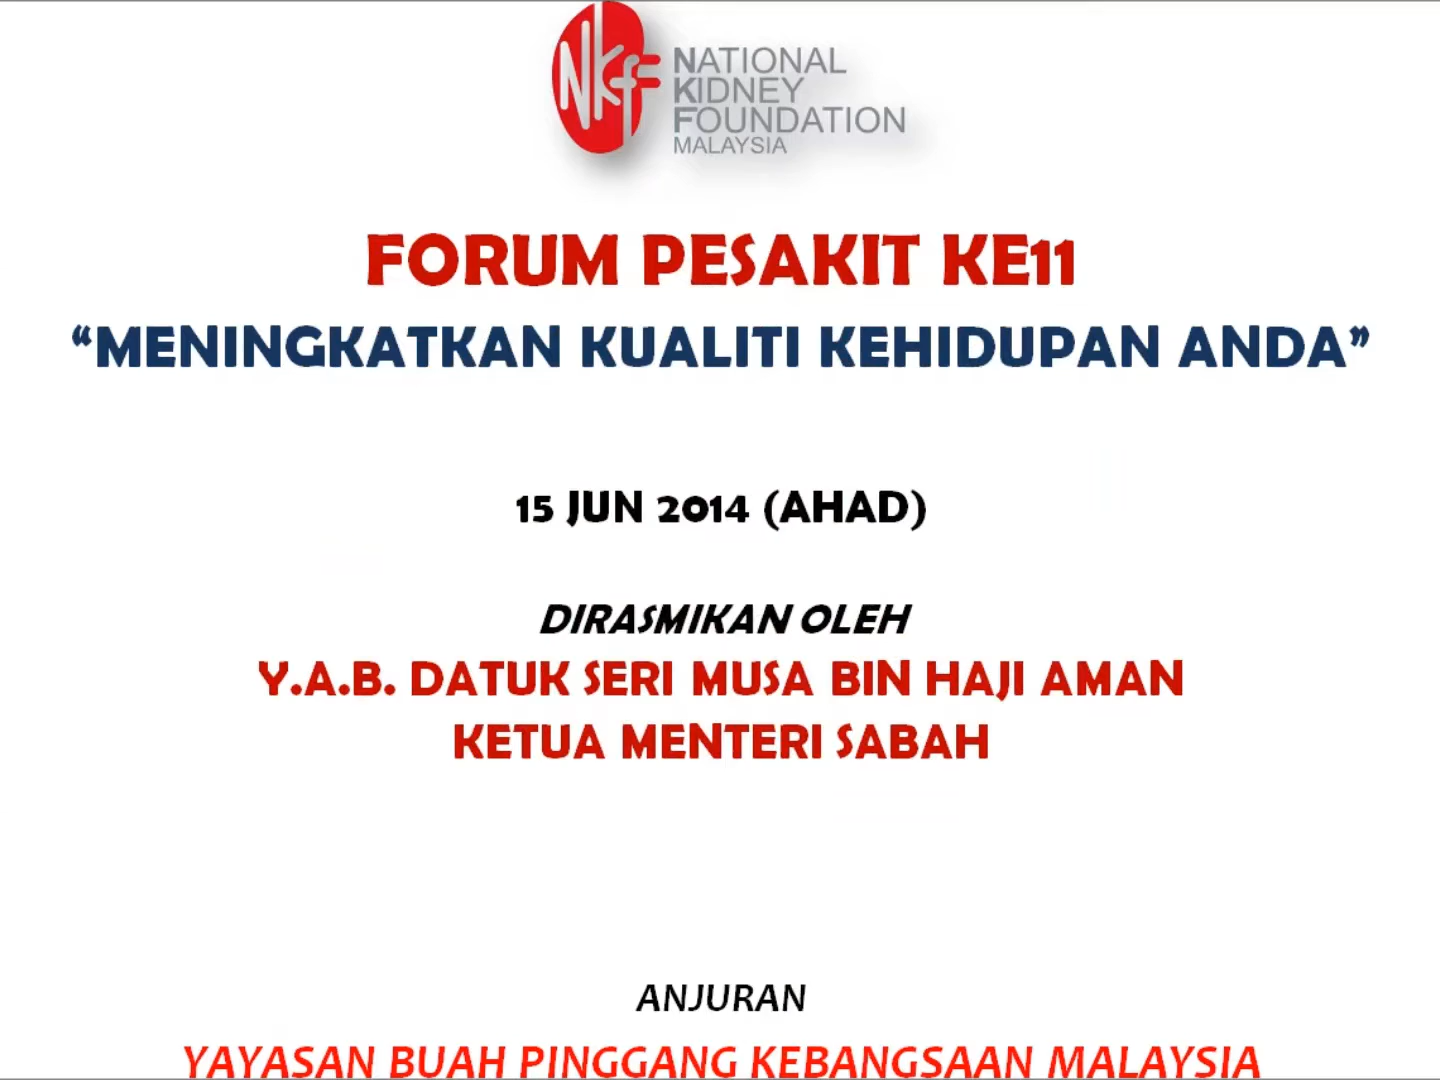 Nkf
NATIONAL
KIDNEY
FOUNDATION
MALAYSIA
FORUM PESAKIT KE11
“MENINGKATKAN KUALITI KEHIDUPAN ANDA”
15 JUN 2014 (AHAD)
DIRASMIKAN OLEH
Y.A.B. DATUK SERI MUSA BIN HAJI AMAN
KETUA MENTERI SABAH
ANJURAN
YAYASAN BUAH PINGGANG KEBANGSAAN MALAYSIA